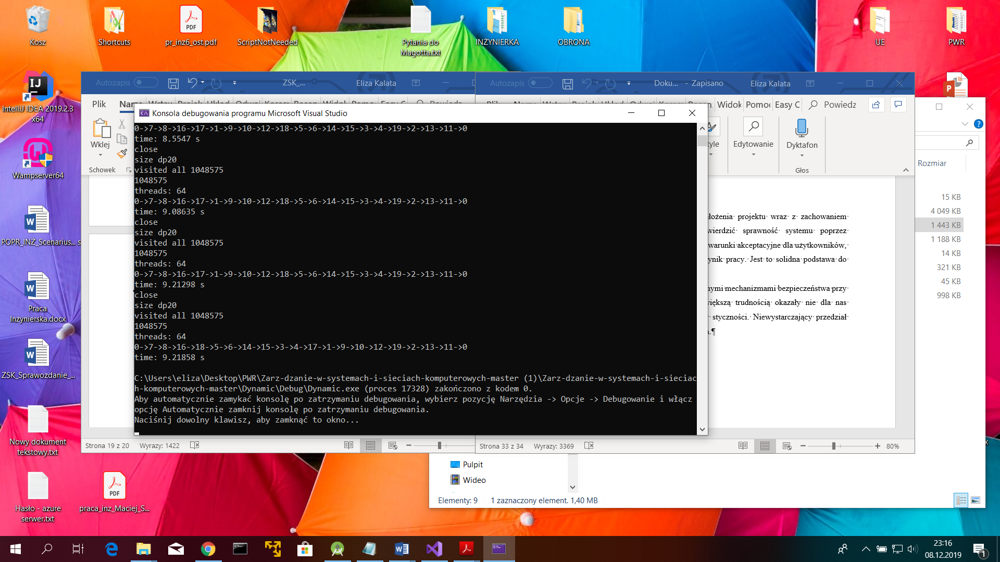 Kosz
Shortcuts
pr_inz6_ost.pdf
ScriptNotNeeded
Pytania do
Magotta.txt
INŻYNIERKA
OBRONA
UE
PWR
IntelliJ IDEA 2019.2.3
x64
Wampserver64
POPR_INŻ_Scenarius... s
Praca
Inżynierska.docx
ZSK_Sprawozdanie_...
Nowy dokument
tekstowy.txt
Hasło - azure
serwer.txt
praca_inz_Maciej_S...
Autozapis
ZSK_...
Eliza Kalata
Plik
Wklej
Schowek
Strona 19 z 20
Wyrazy: 1422
Autozapis
Doku... - Zapisano
Eliza Kalata
Widok
Pomoc
Easy C
Powiedz
Edytowanie
Dyktafon
Głos
Konsola debugowania programu Microsoft Visual Studio
0->7->8->16->17->1->9->10->12->18->5->6->14->15->3->4->19->2->13->11->0
time: 8.5547 s
close
size dp20
visited all 1048575
1048575
threads: 64
0->7->8->16->17->1->9->10->12->18->5->6->14->15->3->4->19->2->13->11->0
time: 9.08635 s
close
size dp20
visited all 1048575
1048575
threads: 64
0->7->8->16->17->1->9->10->12->18->5->6->14->15->3->4->19->2->13->11->0
time: 9.21298 s
close
size dp20
visited all 1048575
1048575
threads: 64
0->7->8->16->18->5->6->14->15->3->4->17->1->9->10->12->19->2->13->11->0
time: 9.21858 s
C:\Users\eliza\Desktop\PWR\Zarz-dzanie-w-systemach-i-sieciach-komputerowych-master (1)\Zarz-dzanie-w-systemach-i-sieciac
h-komputerowych-master\Dynamic\Debug\Dynamic.exe (proces 17328) zakończono z kodem 0.
Aby automatycznie zamykać konsolę po zatrzymaniu debugowania, wybierz pozycję Narzędzia -> Opcje -> Debugowanie i włącz
opcję Automatycznie zamknij konsolę po zatrzymaniu debugowania.
Naciśnij dowolny klawisz, aby zamknąć to okno...
projektu wraz z zachowaniem
sprawność systemu poprzez
warunki akceptacyjne dla użytkowników,
pracy. Jest to solidna podstawa do
mechanizmami bezpieczeństwa przy
trudnością okazały nie dla nas
styczności. Niewystarczający przedział
Strona 33 z 34
Wyrazy: 3369
80%
Rozmiar
15 KB
4 049 KB
1 443 KB
1 188 KB
14 KB
321 KB
45 KB
998 KB
Pulpit
Wideo
Elementy: 9
1 zaznaczony element. 1,40 MB
23:16
08.12.2019
1